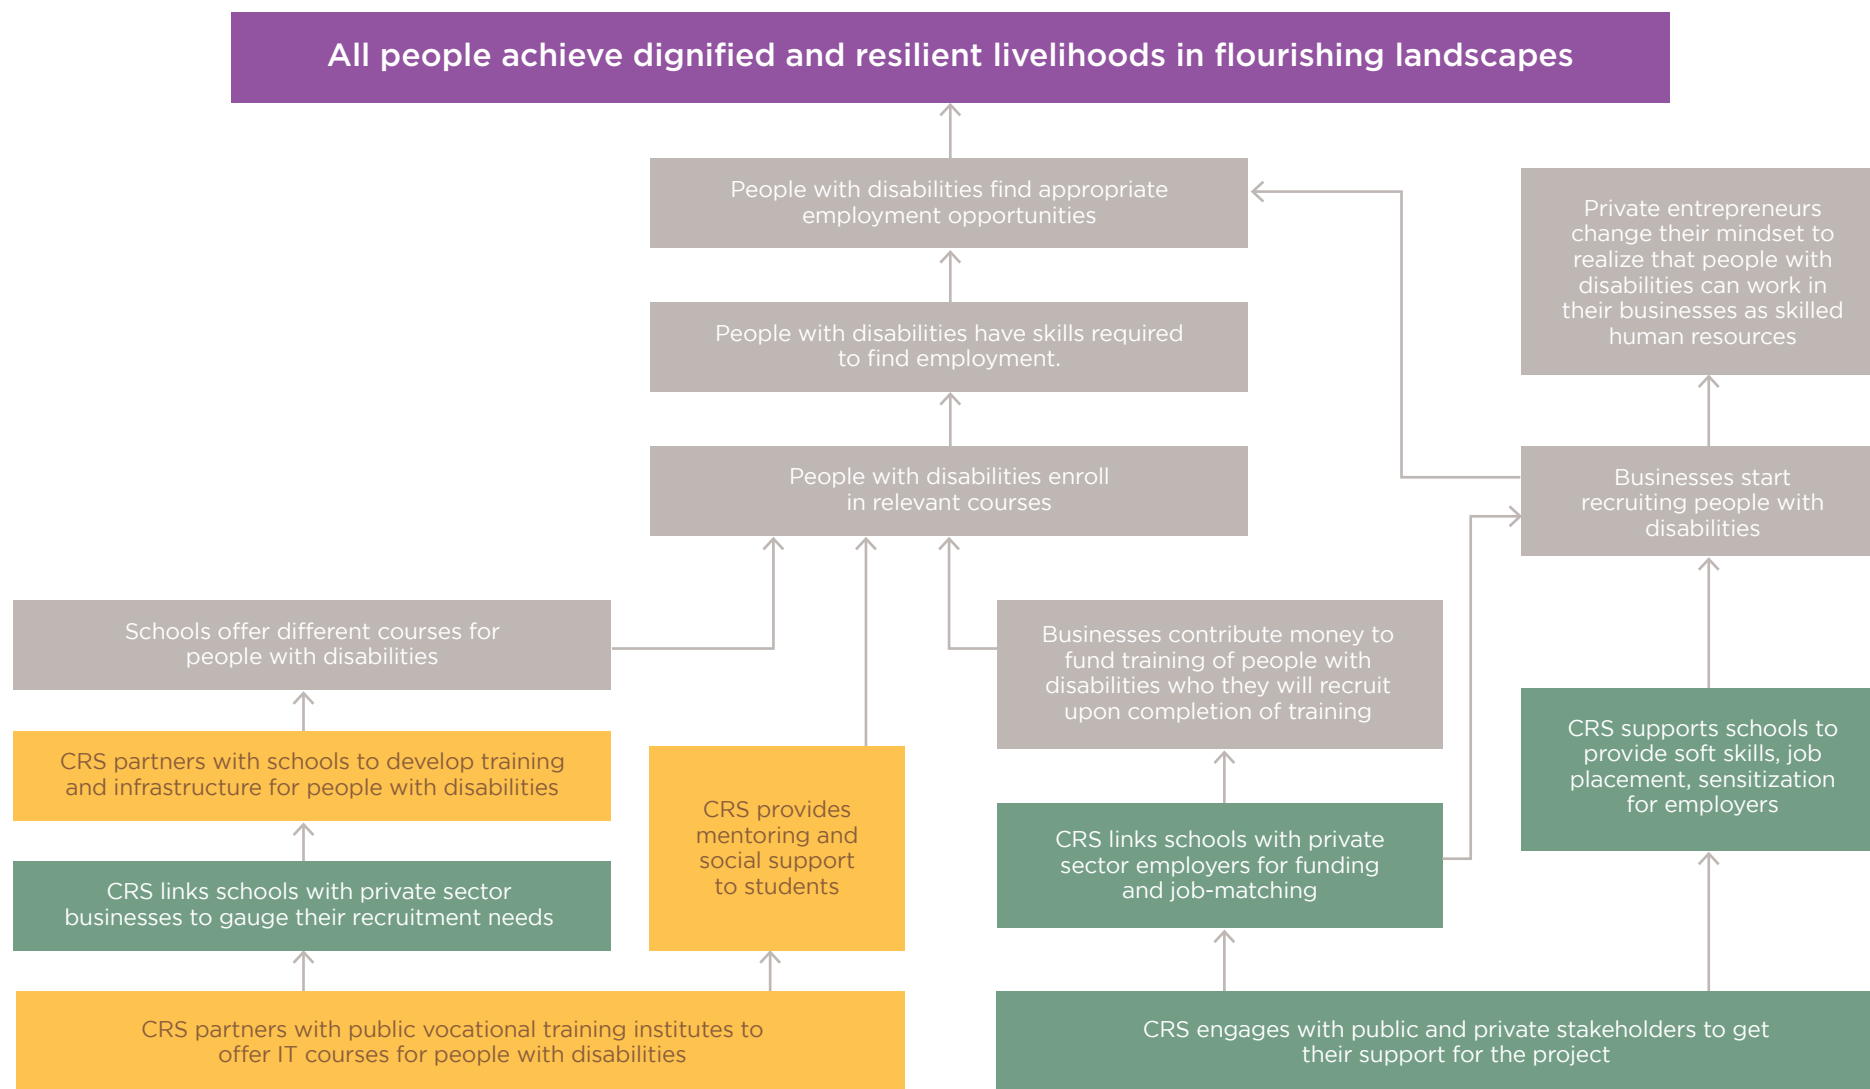 All people achieve dignified and resilient livelihoods in flourishing landscapes
People with disabilities find appropriate
employment opportunities
Private entrepreneurs
change their mindset to
realize that people with
disabilities can work in
their businesses as skilled
human resources
People with disabilities have skills required
to find employment.
People with disabilities enroll
in relevant courses
Businesses start
recruiting people with
disabilities
Schools offer different courses for
people with disabilities
Businesses contribute money to
fund training of people with
disabilities who they will recruit
upon completion of training
CRS supports schools to
provide soft skills, job
placement, sensitization
for employers
CRS partners with schools to develop training
and infrastructure for people with disabilities
CRS provides
mentoring and
social support
to students
CRS links schools with private
sector employers for funding
and job-matching
CRS links schools with private sector
businesses to gauge their recruitment needs
CRS partners with public vocational training institutes to
offer IT courses for people with disabilities
CRS engages with public and private stakeholders to get
their support for the project